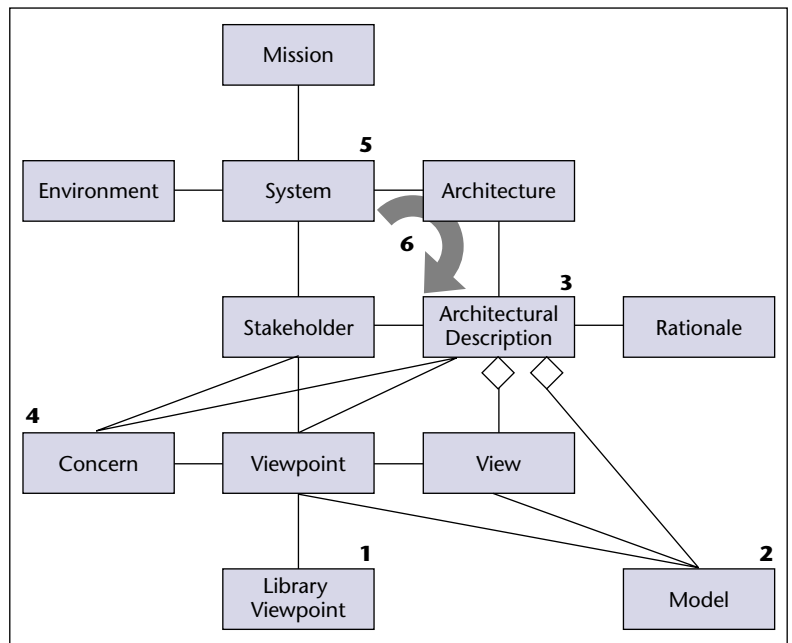 Mission
5
Environment
System
Architecture
6
3
Stakeholder
Architectural
Description
Rationale
4
Concern
Viewpoint
View
1
2
Library
Viewpoint
Model